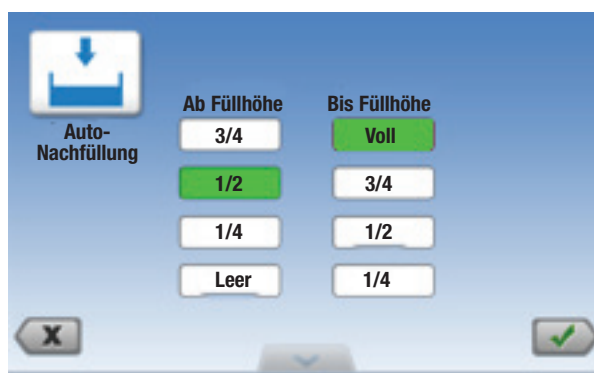 Auto-
Nachfüllung
Ab Füllhöhe
3/4
1/2
1/4
Leer
Bis Füllhöhe
Voll
3/4
1/2
1/4
X